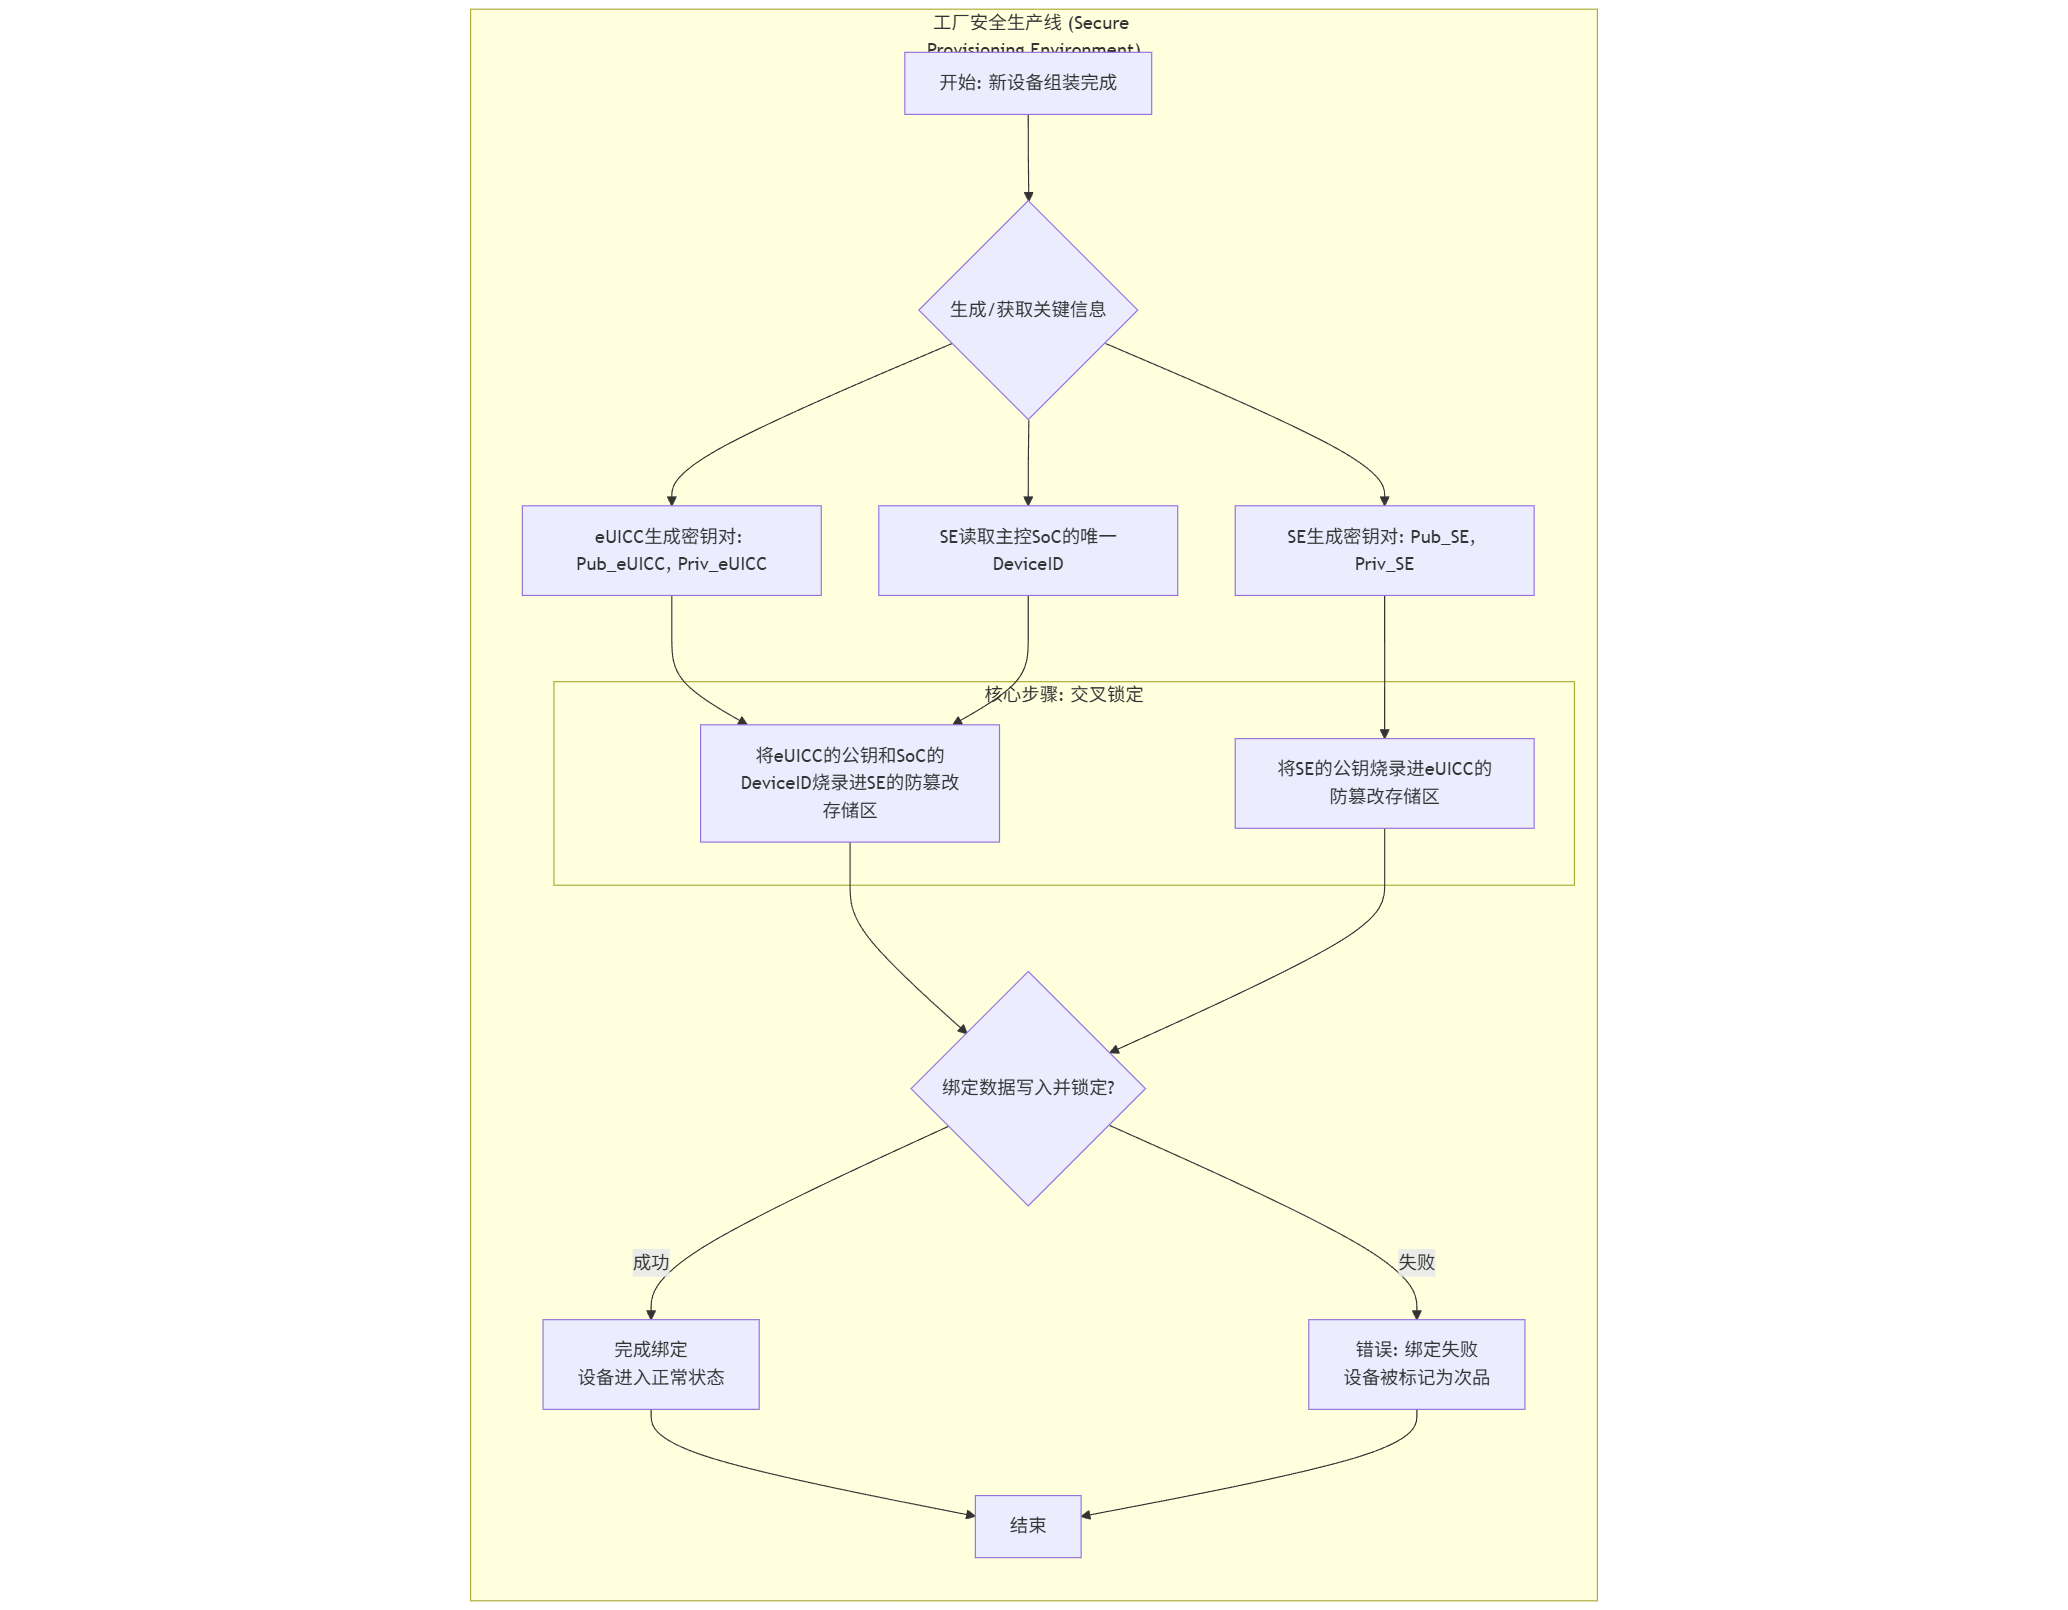 工厂安全生产线 (Secure
Provisioning Environment)
开始: 新设备组装完成
生成/获取关键信息
eUICC生成密钥对:
Pub_eUICC, Priv_eUICC
SE读取主控SoC的唯一
DeviceID
SE生成密钥对: Pub_SE,
Priv_SE
核心步骤: 交叉锁定
将eUICC的公钥和SoC的
DeviceID烧录进SE的防篡改
存储区
将SE的公钥烧录进eUICC的
防篡改存储区
绑定数据写入并锁定?
成功
失败
完成绑定
设备进入正常状态
错误: 绑定失败
设备被标记为次品
结束